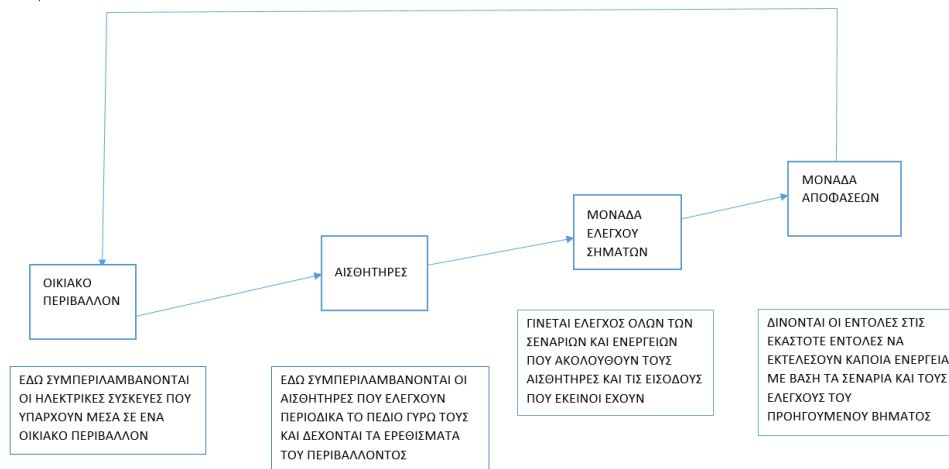 ΜΟΝΑΔΑ
ΑΠΟΦΑΣΕΩΝ
ΜΟΝΑΔΑ
ΕΛΕΓΧΟΥ
ΣΗΜΑΤΩΝ
ΑΙΣΘΗΤΗΡΕΣ
ΟΙΚΙΑΚΟ
ΠΕΡΙΒΑΛΛΟΝ
ΕΔΩ ΣΥΜΠΕΡΙΛΑΜΒΑΝΟΝΤΑΙ
ΟΙ ΗΛΕΚΤΡΙΚΕΣ ΣΥΣΚΕΥΕΣ ΠΟΥ
ΥΠΑΡΧΟΥΝ ΜΕΣΑ ΣΕ ΕΝΑ
ΟΙΚΙΑΚΟ ΠΕΡΙΒΑΛΛΟΝ
ΕΔΩ ΣΥΜΠΕΡΙΛΑΜΒΑΝΟΝΤΑΙ ΟΙ
ΑΙΣΘΗΤΗΡΕΣ ΠΟΥ ΕΛΕΓΧΟΥΝ
ΠΕΡΙΟΔΙΚΑ ΤΟ ΠΕΔΙΟ ΓΥΡΩ ΤΟΥΣ
ΚΑΙ ΔΕΧΟΝΤΑΙ ΤΑ ΕΡΕΘΙΣΜΑΤΑ
ΤΟΥ ΠΕΡΙΒΑΛΛΟΝΤΟΣ
ΓΙΝΕΤΑΙ ΕΛΕΓΧΟΣ ΟΛΩΝ ΤΩΝ
ΣΕΝΑΡΙΩΝ ΚΑΙ ΕΝΕΡΓΕΙΩΝ
ΠΟΥ ΑΚΟΛΟΥΘΟΥΝ ΤΟΥΣ
ΑΙΣΘΗΤΗΡΕΣ ΚΑΙ ΤΙΣ ΕΙΣΟΔΟΥΣ
ΠΟΥ ΕΚΕΙΝΟΙ ΕΧΟΥΝ
ΔΙΝΟΝΤΑΙ ΟΙ ΕΝΤΟΛΕΣ ΣΤΙΣ
ΕΚΑΣΤΟΤΕ ΕΝΤΟΛΕΣ ΝΑ
ΕΚΤΕΛΕΣΟΥΝ ΚΑΠΟΙΑ ΕΝΕΡΓΕΙΑ
ΜΕ ΒΑΣΗ ΤΑ ΣΕΝΑΡΙΑ ΚΑΙ ΤΟΥΣ
ΕΛΕΓΧΟΥΣ ΤΟΥ
ΠΡΟΗΓΟΥΜΕΝΟΥ ΒΗΜΑΤΟΣ